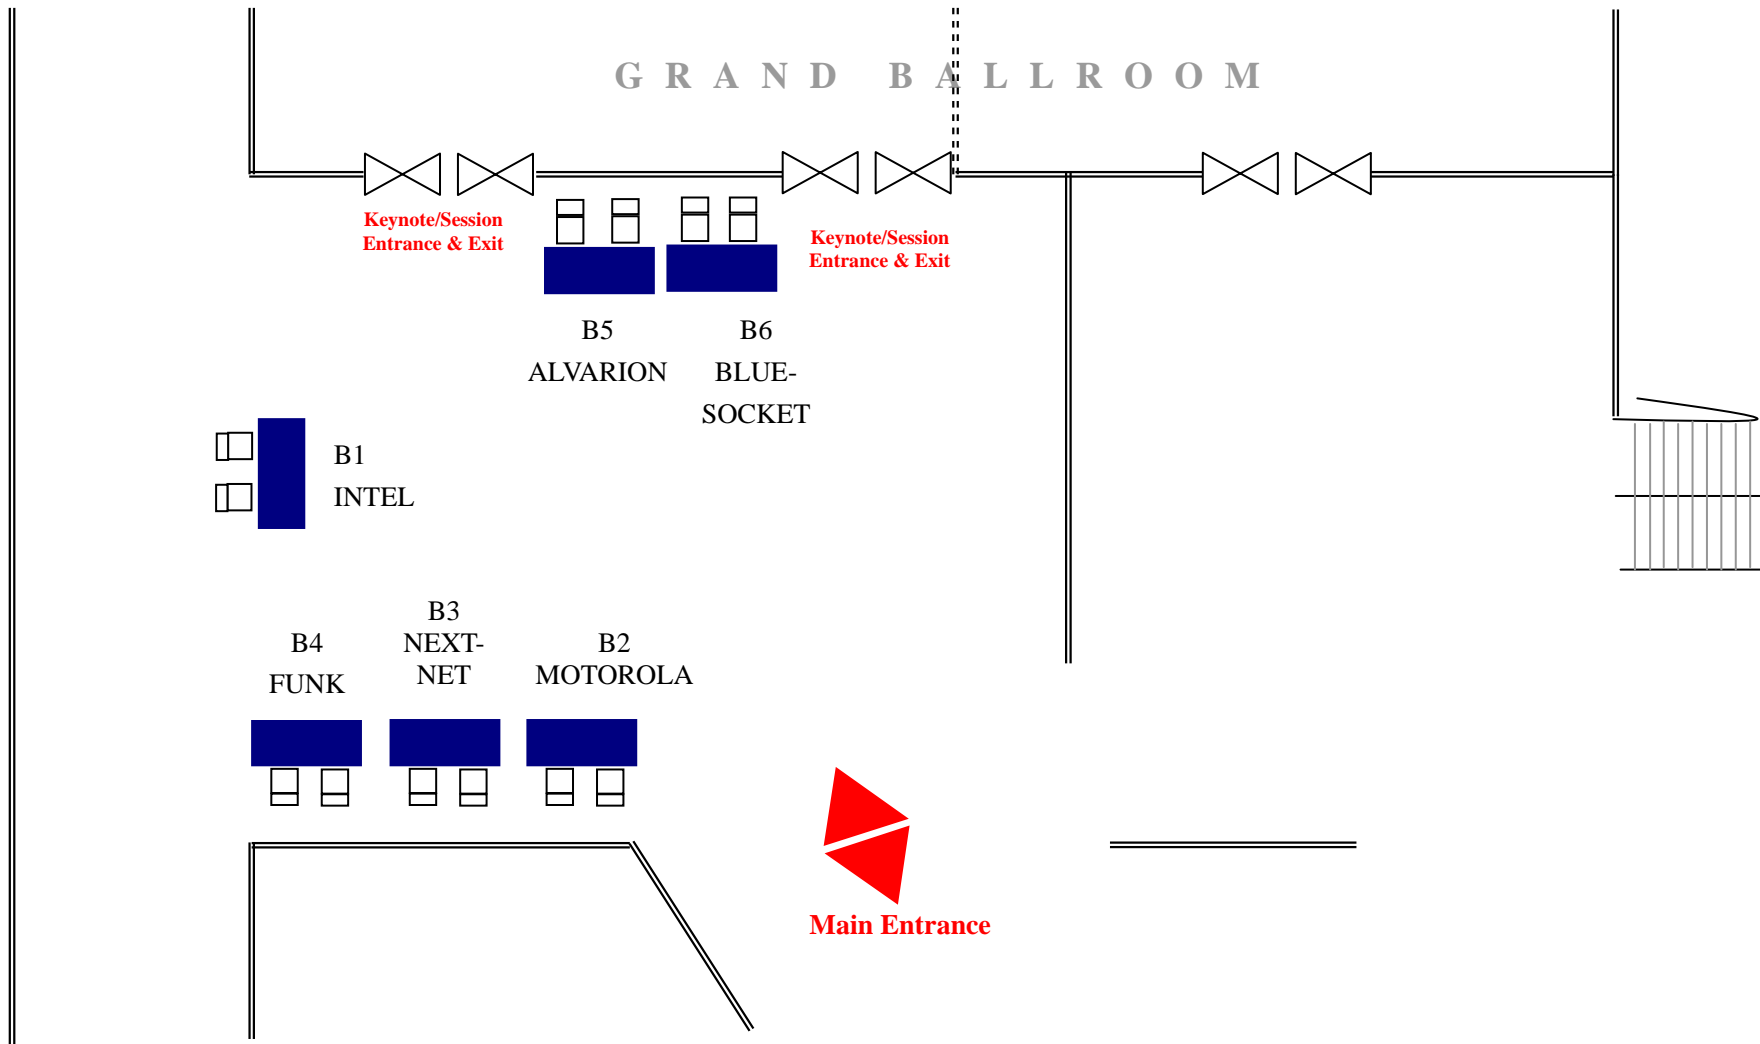 GRAND BALLROOM
Keynote/Session
Entrance & Exit
Keynote/Session
Entrance & Exit
B5
ALVARION
B6
BLUE-
SOCKET
B1
INTEL
B4
FUNK
B3
NEXT-
NET
B2
MOTOROLA
Main Entrance